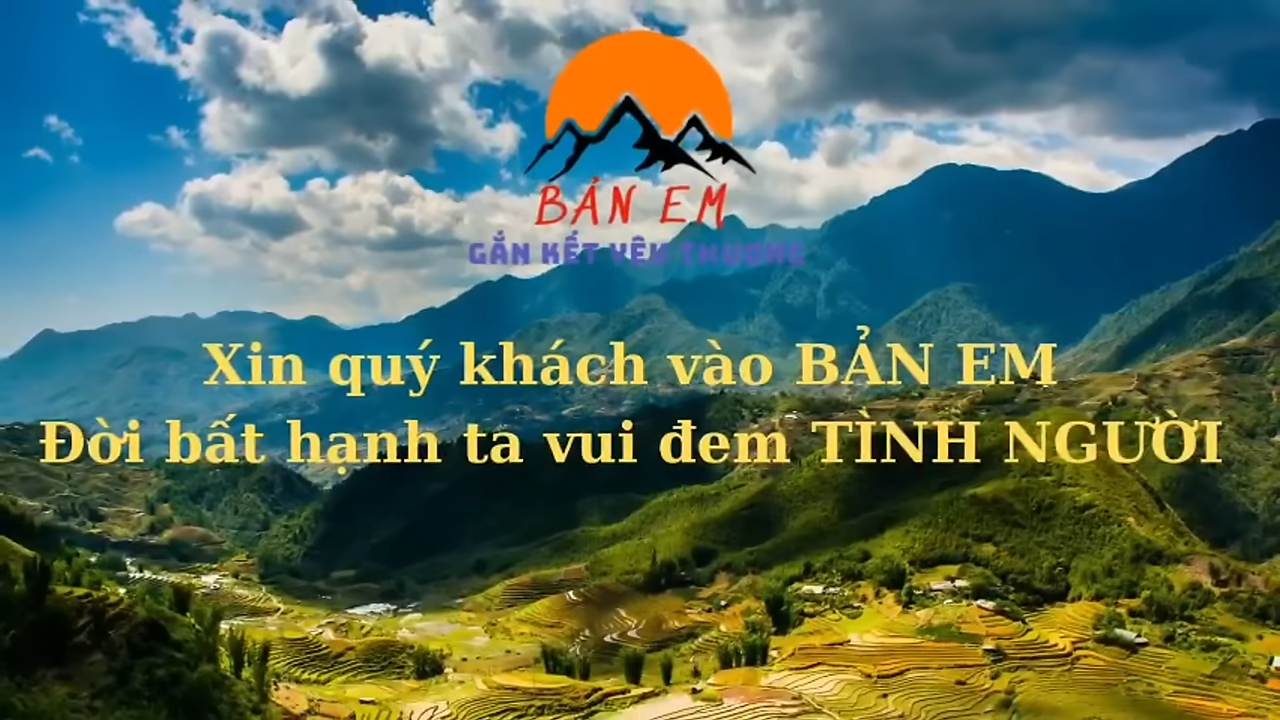 BẢN EM
GẮN KẾT YÊU THƯƠNG
Xin quý khách vào BẢN EM
Đời bất hạnh ta vui đem TÌNH NGƯỜI